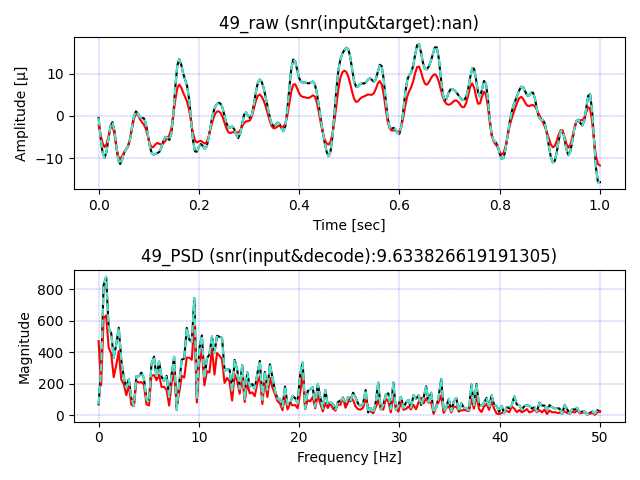 49_raw (snr(input&target):nan)
Amplitude [µ]
10
0
−10
0.0 0.2 0.4 0.6 0.8 1.0
Time [sec]
49_PSD (snr(input&decode):9.633826619191305)
Magnitude
800
600
400
200
0
0 10 20 30 40 50
Frequency [Hz]